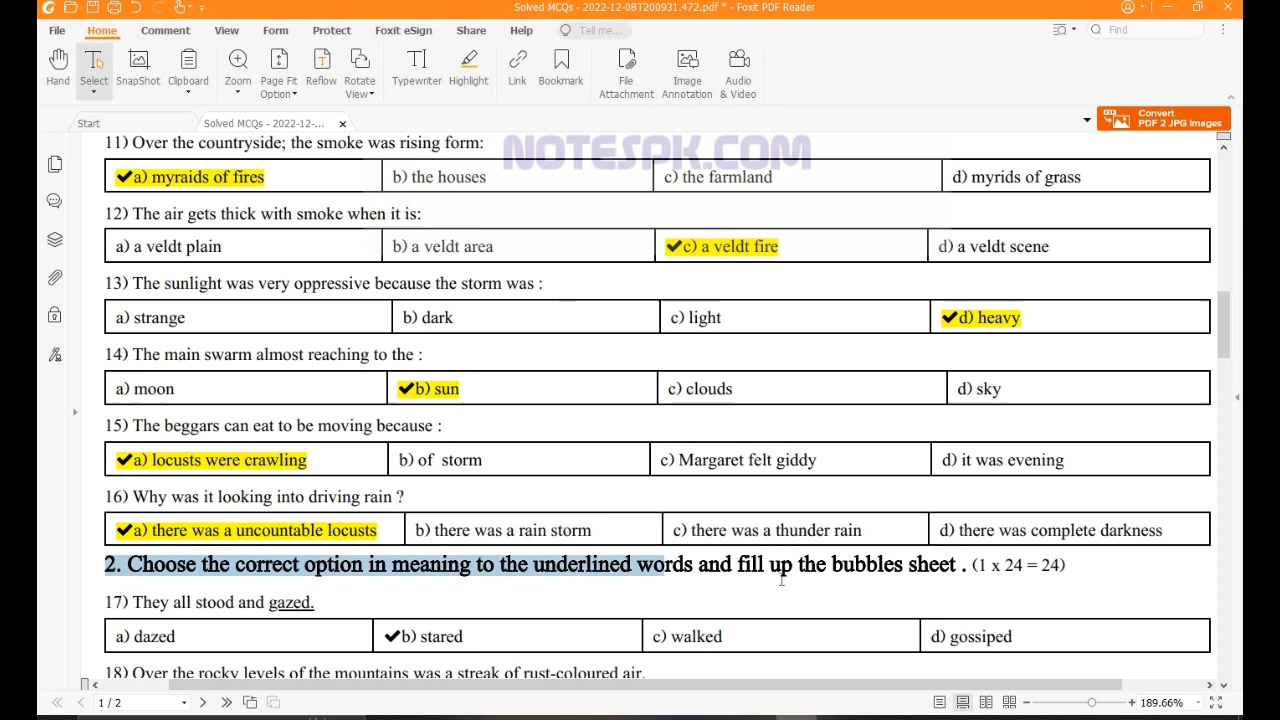 Solved MCQs - 2022-12-08T200931.472.pdf * - Foxit PDF Reader
File Home Comment View Form Protect Foxit eSign Share Help Tell me... Find
Hand Select SnapShot Clipboard Zoom Page Fit Option Reflow Rotate View Typewriter Highlight Link Bookmark File Attachment Image Annotation Audio & Video
Start Solved MCQs - 2022-12-... Convert PDF 2 JPG Images
NOTESPK.COM
11) Over the countryside; the smoke was rising form:
a) myraids of fires b) the houses c) the farmland d) myrids of grass
12) The air gets thick with smoke when it is:
a) a veldt plain b) a veldt area c) a veldt fire d) a veldt scene
13) The sunlight was very oppressive because the storm was :
a) strange b) dark c) light d) heavy
14) The main swarm almost reaching to the :
a) moon b) sun c) clouds d) sky
15) The beggars can eat to be moving because :
a) locusts were crawling b) of storm c) Margaret felt giddy d) it was evening
16) Why was it looking into driving rain ?
a) there was a uncountable locusts b) there was a rain storm c) there was a thunder rain d) there was complete darkness
2. Choose the correct option in meaning to the underlined words and fill up the bubbles sheet . (1 x 24 = 24)
17) They all stood and gazed.
a) dazed b) stared c) walked d) gossiped
18) Over the rocky levels of the mountains was a streak of rust-coloured air.
1 / 2 189.66%